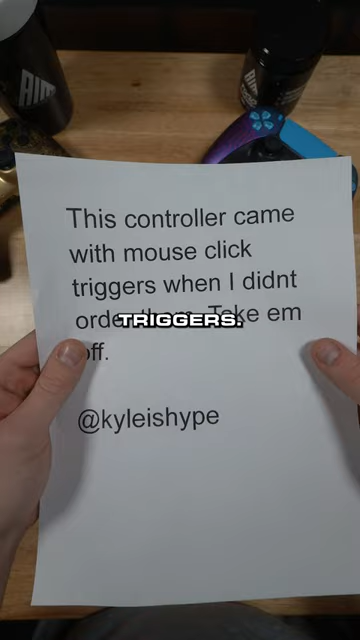 This controller came
with mouse click
triggers when I didnt
Take em
TRIGGERS.
off.
@kyleishype